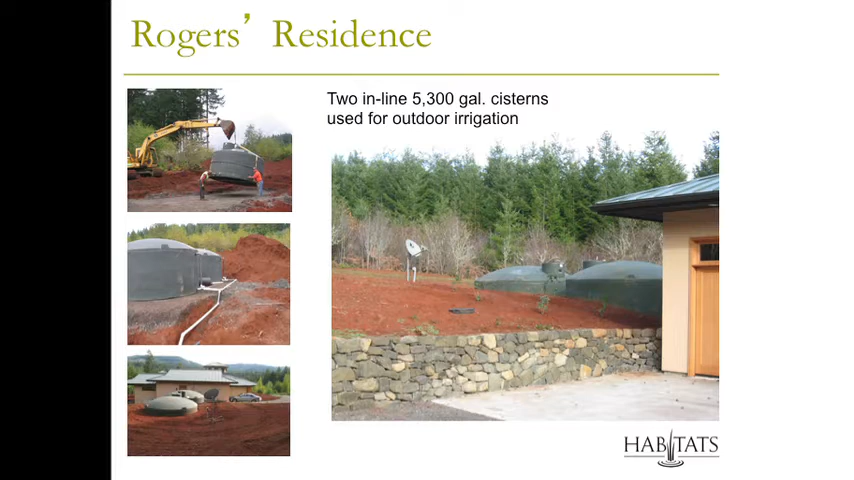 Rogers’ Residence
Two in-line 5,300 gal. cisterns
used for outdoor irrigation
HABITATS